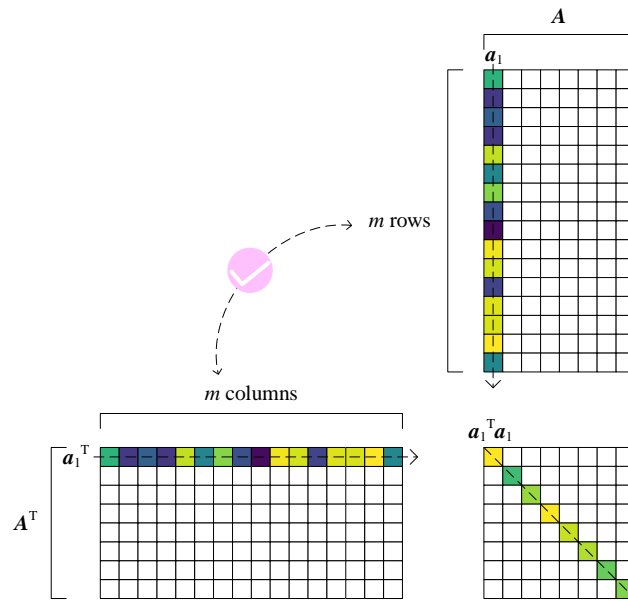 A
a₁
m rows
m columns
a₁ᵀ
a₁ᵀa₁
Aᵀ